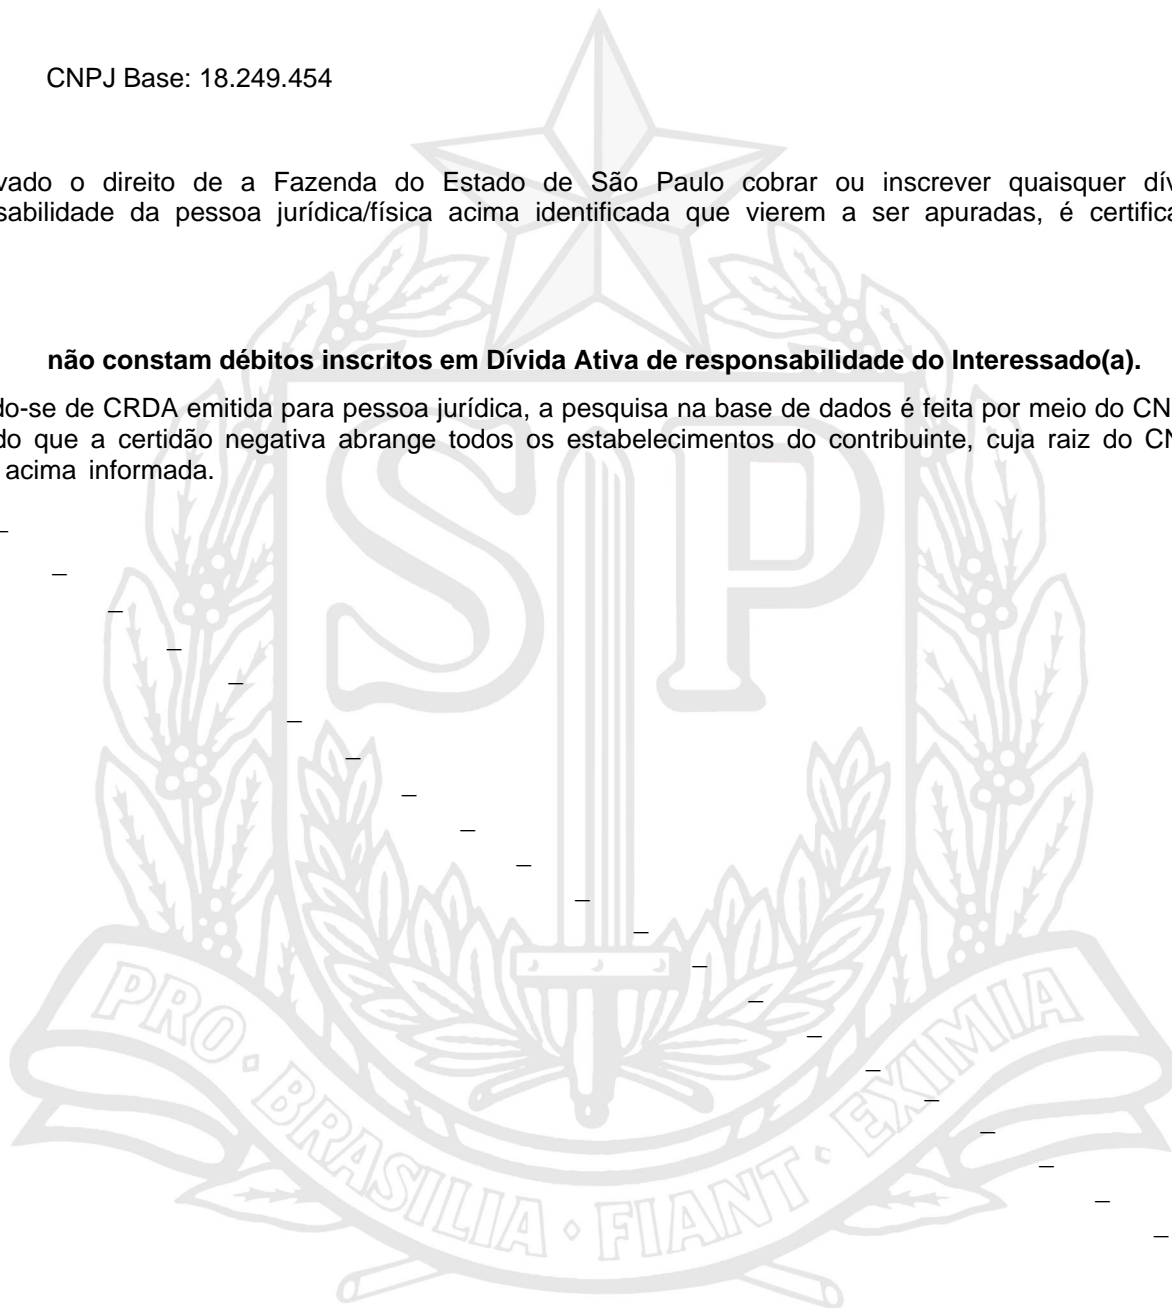 CNPJ Base: 18.249.454
vado o direito de a Fazenda do Estado de São Paulo cobrar ou inscrever quaisquer dív
sabilidade da pessoa jurídica/física acima identificada que vierem a ser apuradas, é certifica
não constam débitos inscritos em Dívida Ativa de responsabilidade do Interessado(a).
do-se de CRDA emitida para pessoa jurídica, a pesquisa na base de dados é feita por meio do CN
do que a certidão negativa abrange todos os estabelecimentos do contribuinte, cuja raiz do CN
acima informada.
SP
PRO • BRASILIA • FIANT • EXIMIA